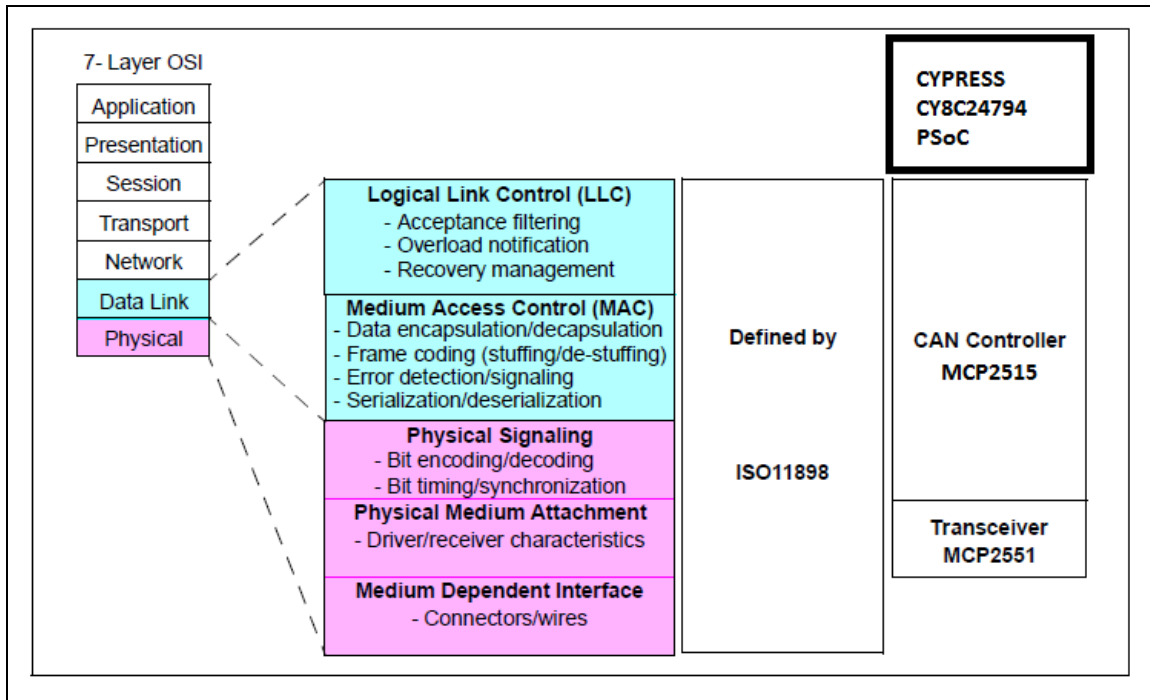 7- Layer OSI
Application
Presentation
Session
Transport
Network
Data Link
Physical
Logical Link Control (LLC)
- Acceptance filtering
- Overload notification
- Recovery management
Medium Access Control (MAC)
- Data encapsulation/decapsulation
- Frame coding (stuffing/de-stuffing)
- Error detection/signaling
- Serialization/deserialization
Physical Signaling
- Bit encoding/decoding
- Bit timing/synchronization
Physical Medium Attachment
- Driver/receiver characteristics
Medium Dependent Interface
- Connectors/wires
Defined by
ISO11898
CYPRESS
CY8C24794
PSoC
CAN Controller
MCP2515
Transceiver
MCP2551